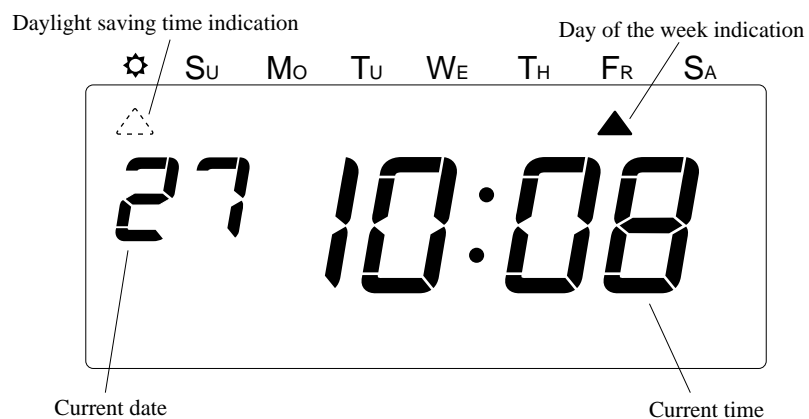 Daylight saving time indication
Day of the week indication
SU MO TU WE TH FR SA
27 10:08
Current date
Current time